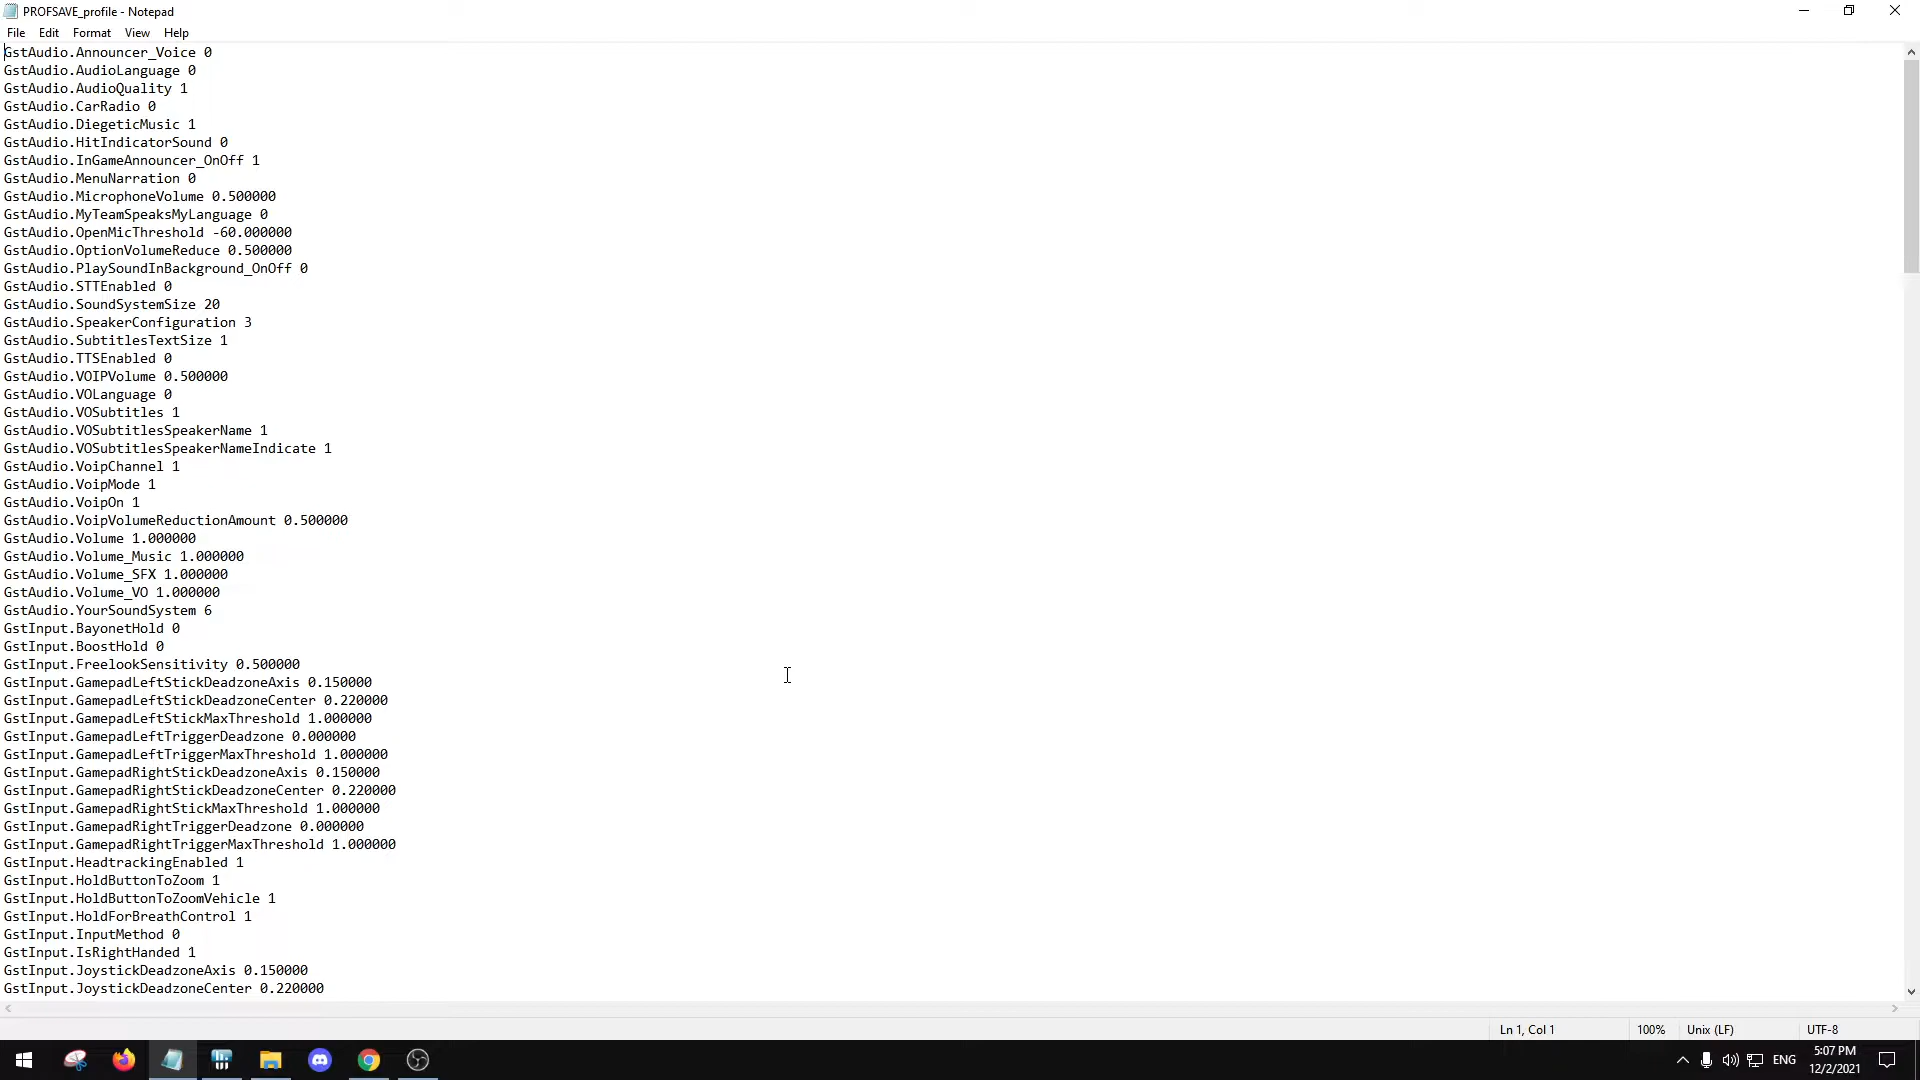 PROFSAVE_profile - Notepad
File Edit Format View Help
GstAudio.Announcer_Voice 0
GstAudio.AudioLanguage 0
GstAudio.AudioQuality 1
GstAudio.CarRadio 0
GstAudio.DiegeticMusic 1
GstAudio.HitIndicatorSound 0
GstAudio.InGameAnnouncer_OnOff 1
GstAudio.MenuNarration 0
GstAudio.MicrophoneVolume 0.500000
GstAudio.MyTeamSpeaksMyLanguage 0
GstAudio.OpenMicThreshold -60.000000
GstAudio.OptionVolumeReduce 0.500000
GstAudio.PlaySoundInBackground_OnOff 0
GstAudio.STTEnabled 0
GstAudio.SoundSystemSize 20
GstAudio.SpeakerConfiguration 3
GstAudio.SubtitlesTextSize 1
GstAudio.TTSEnabled 0
GstAudio.VOIPVolume 0.500000
GstAudio.VOLanguage 0
GstAudio.VOSubtitles 1
GstAudio.VOSubtitlesSpeakerName 1
GstAudio.VOSubtitlesSpeakerNameIndicate 1
GstAudio.VoipChannel 1
GstAudio.VoipMode 1
GstAudio.VoipOn 1
GstAudio.VoipVolumeReductionAmount 0.500000
GstAudio.Volume 1.000000
GstAudio.Volume_Music 1.000000
GstAudio.Volume_SFX 1.000000
GstAudio.Volume_VO 1.000000
GstAudio.YourSoundSystem 6
GstInput.BayonetHold 0
GstInput.BoostHold 0
GstInput.FreelookSensitivity 0.500000
GstInput.GamepadLeftStickDeadzoneAxis 0.150000
GstInput.GamepadLeftStickDeadzoneCenter 0.220000
GstInput.GamepadLeftStickMaxThreshold 1.000000
GstInput.GamepadLeftTriggerDeadzone 0.000000
GstInput.GamepadLeftTriggerMaxThreshold 1.000000
GstInput.GamepadRightStickDeadzoneAxis 0.150000
GstInput.GamepadRightStickDeadzoneCenter 0.220000
GstInput.GamepadRightStickMaxThreshold 1.000000
GstInput.GamepadRightTriggerDeadzone 0.000000
GstInput.GamepadRightTriggerMaxThreshold 1.000000
GstInput.HeadtrackingEnabled 1
GstInput.HoldButtonToZoom 1
GstInput.HoldButtonToZoomVehicle 1
GstInput.HoldForBreathControl 1
GstInput.InputMethod 0
GstInput.IsRightHanded 1
GstInput.JoystickDeadzoneAxis 0.150000
GstInput.JoystickDeadzoneCenter 0.220000
Ln 1, Col 1 100% Unix (LF) UTF-8
ENG
5:07 PM
12/2/2021